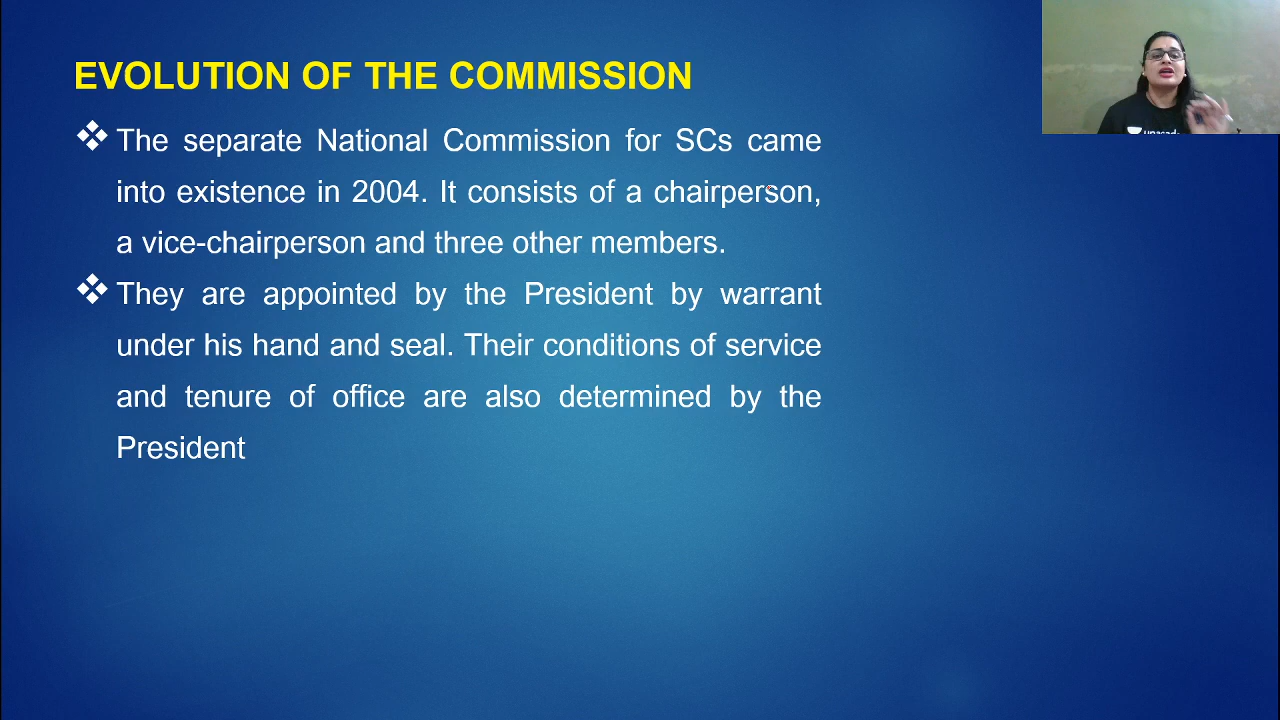 EVOLUTION OF THE COMMISSION
The separate National Commission for SCs came
into existence in 2004. It consists of a chairperson,
a vice-chairperson and three other members.
They are appointed by the President by warrant
under his hand and seal. Their conditions of service
and tenure of office are also determined by the
President